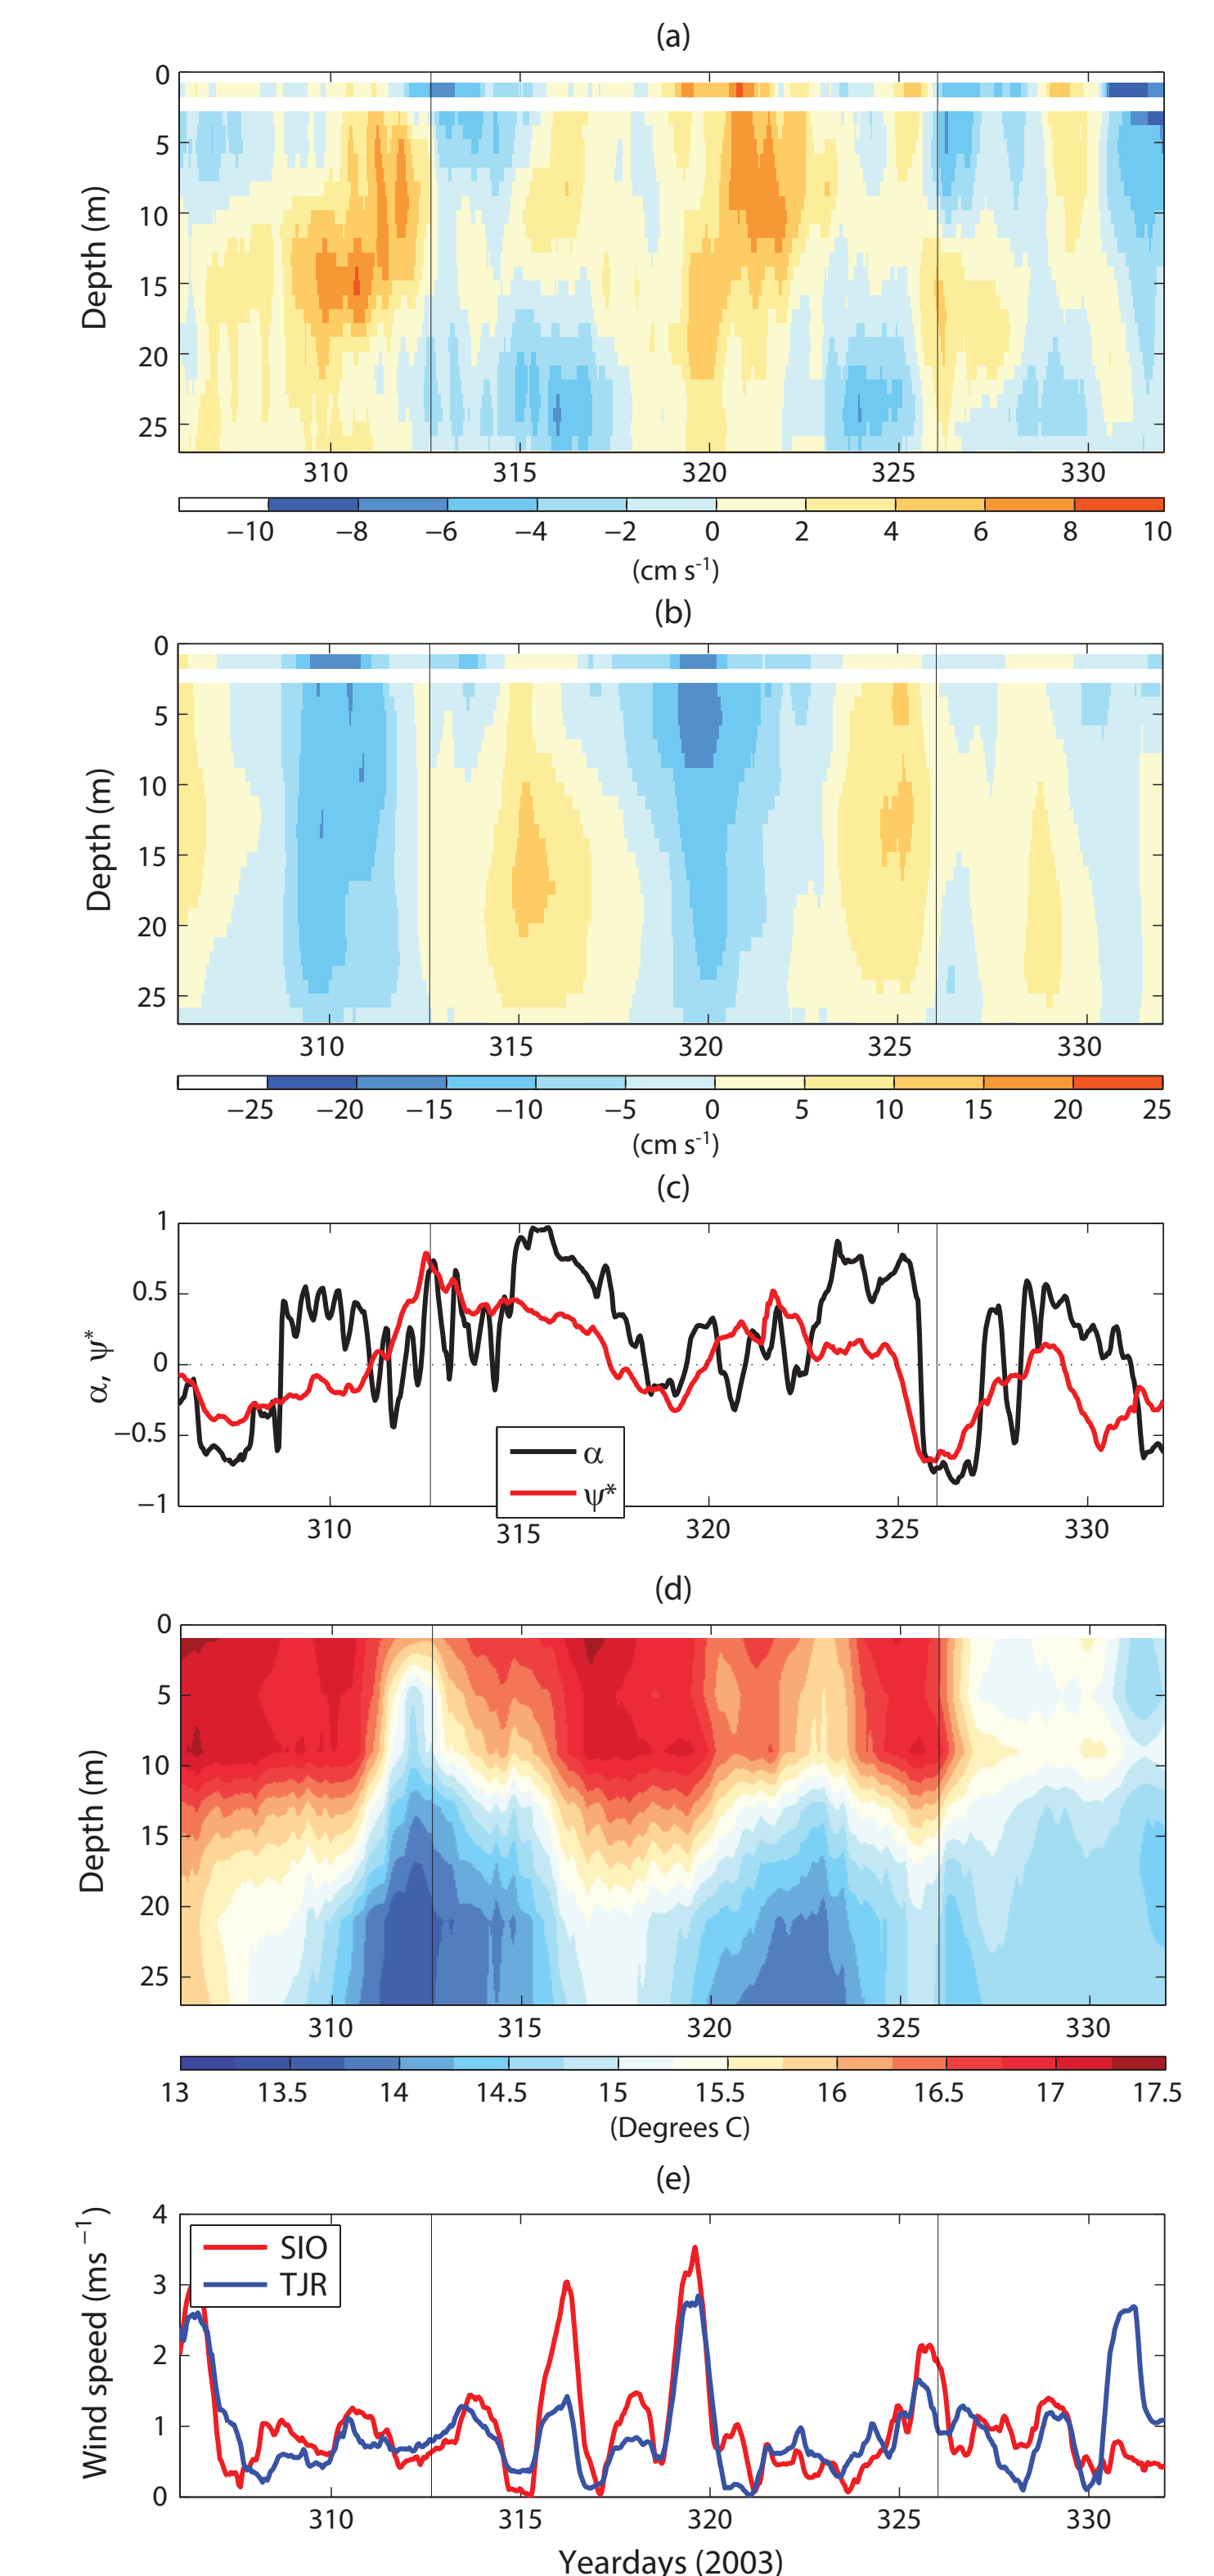 (a)
0
5
10
15
20
25
Depth (m)
310 315 320 325 330
−10 −8 −6 −4 −2 0 2 4 6 8 10
(cm s-1)
(b)
0
5
10
15
20
25
Depth (m)
310 315 320 325 330
−25 −20 −15 −10 −5 0 5 10 15 20 25
(cm s-1)
(c)
1
0.5
0
−0.5
−1
α, ψ*
α
ψ*
310 315 320 325 330
(d)
0
5
10
15
20
25
Depth (m)
310 315 320 325 330
13 13.5 14 14.5 15 15.5 16 16.5 17 17.5
(Degrees C)
(e)
4
3
2
1
0
Wind speed (ms −1)
SIO
TJR
310 315 320 325 330
Yeardays (2003)